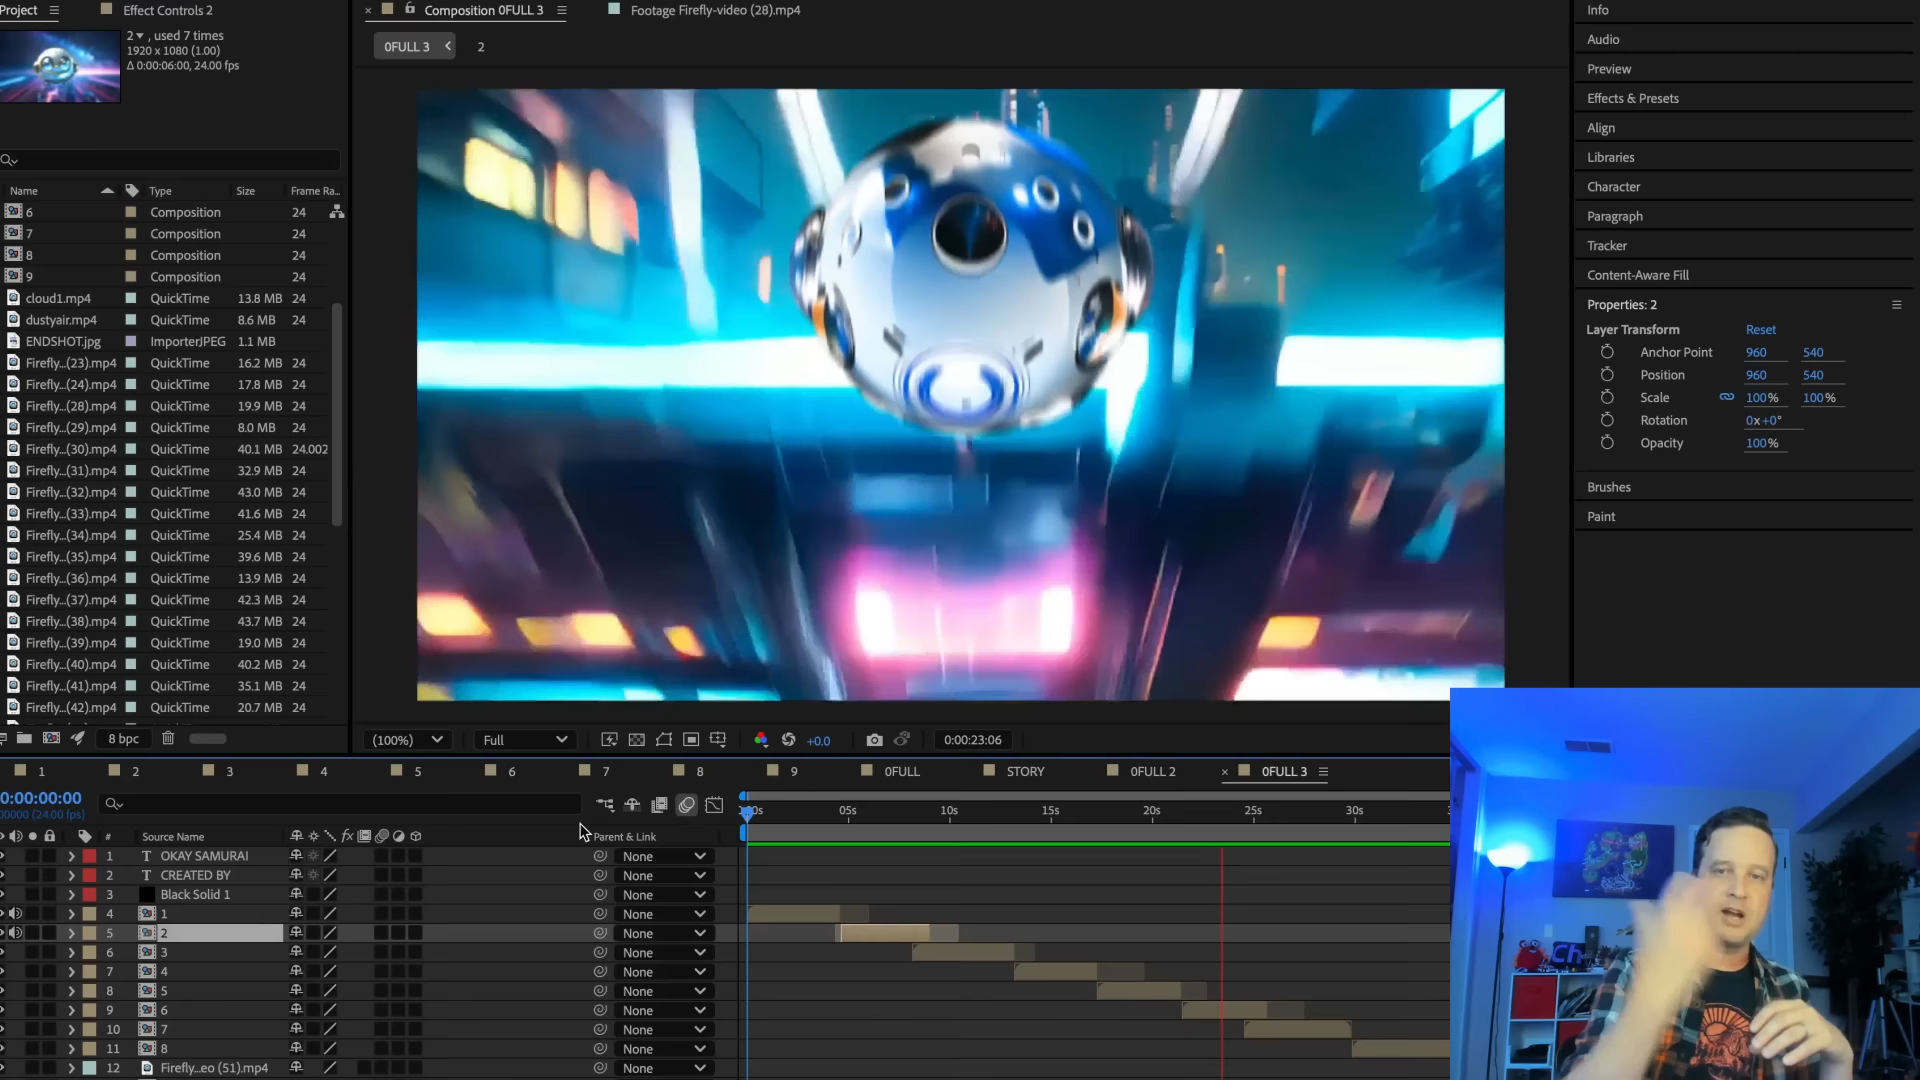 Project
Effect Controls 2
Composition 0FULL 3
Footage Firefly-video (28).mp4
0FULL 3
2
2 , used 7 times
1920 x 1080 (1.00)
Δ 0:00:06:00, 24.00 fps
Name Type Size Frame Ra...
6 Composition 24
7 Composition 24
8 Composition 24
9 Composition 24
cloud1.mp4 QuickTime 13.8 MB 24
dustyair.mp4 QuickTime 8.6 MB 24
ENDSHOT.jpg ImporterJPEG 1.1 MB
Firefly...(23).mp4 QuickTime 16.2 MB 24
Firefly...(24).mp4 QuickTime 17.8 MB 24
Firefly...(28).mp4 QuickTime 19.9 MB 24
Firefly...(29).mp4 QuickTime 8.0 MB 24
Firefly...(30).mp4 QuickTime 40.1 MB 24.002
Firefly...(31).mp4 QuickTime 32.9 MB 24
Firefly...(32).mp4 QuickTime 43.0 MB 24
Firefly...(33).mp4 QuickTime 41.6 MB 24
Firefly...(34).mp4 QuickTime 25.4 MB 24
Firefly...(35).mp4 QuickTime 39.6 MB 24
Firefly...(36).mp4 QuickTime 13.9 MB 24
Firefly...(37).mp4 QuickTime 42.3 MB 24
Firefly...(38).mp4 QuickTime 43.7 MB 24
Firefly...(39).mp4 QuickTime 19.0 MB 24
Firefly...(40).mp4 QuickTime 40.2 MB 24
Firefly...(41).mp4 QuickTime 35.1 MB 24
Firefly...(42).mp4 QuickTime 20.7 MB 24
8 bpc
Info
Audio
Preview
Effects & Presets
Align
Libraries
Character
Paragraph
Tracker
Content-Aware Fill
Properties: 2
Layer Transform Reset
Anchor Point 960 540
Position 960 540
Scale 100% 100%
Rotation 0x+0°
Opacity 100%
Brushes
Paint
(100%) Full +0.0 0:00:23:06
1 2 3 4 5 6 7 8 9 0FULL STORY 0FULL 2 0FULL 3
0:00:00:00
00000 (24.00 fps)
00s 05s 10s 15s 20s 25s 30s
# Source Name fx Parent & Link
1 T OKAY SAMURAI None
2 T CREATED BY None
3 Black Solid 1 None
4 1 None
5 2 None
6 3 None
7 4 None
8 5 None
9 6 None
10 7 None
11 8 None
12 Firefly...eo (51).mp4 None
Ch